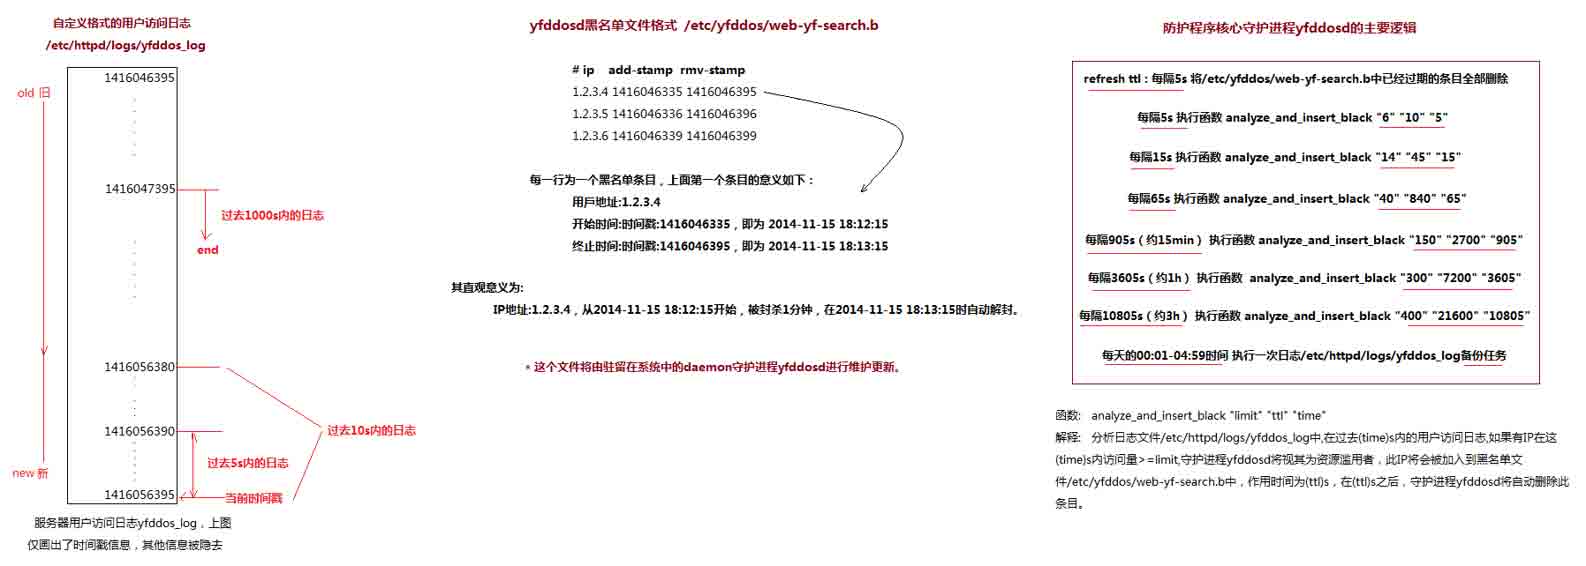 自定义格式的用户访问日志
/etc/httpd/logs/yfddos_log
1416046395
old 旧
1416047395
过去1000s内的日志
end
1416056380
1416056390
过去10s内的日志
过去5s内的日志
new 新
1416056395
当前时间戳
服务器用户访问日志yfddos_log，上图
仅画出了时间戳信息，其他信息被隐去
yfddosd黑名单文件格式 /etc/yfddos/web-yf-search.b
# ip add-stamp rmv-stamp
1.2.3.4 1416046335 1416046395
1.2.3.5 1416046336 1416046396
1.2.3.6 1416046339 1416046399
每一行为一个黑名单条目，上面第一个条目的意义如下：
用戶地址:1.2.3.4
开始时间:时间戳:1416046335，即为 2014-11-15 18:12:15
终止时间:时间戳:1416046395，即为 2014-11-15 18:13:15
其直观意义为:
IP地址:1.2.3.4，从2014-11-15 18:12:15开始，被封杀1分钟，在2014-11-15 18:13:15时自动解封。
* 这个文件将由驻留在系统中的daemon守护进程yfddosd进行维护更新。
防护程序核心守护进程yfddosd的主要逻辑
refresh ttl：每隔5s 将/etc/yfddos/web-yf-search.b中已经过期的条目全部删除
每隔5s 执行函数 analyze_and_insert_black "6" "10" "5"
每隔15s 执行函数 analyze_and_insert_black "14" "45" "15"
每隔65s 执行函数 analyze_and_insert_black "40" "840" "65"
每隔905s（约15min） 执行函数 analyze_and_insert_black "150" "2700" "905"
每隔3605s（约1h） 执行函数 analyze_and_insert_black "300" "7200" "3605"
每隔10805s（约3h） 执行函数 analyze_and_insert_black "400" "21600" "10805"
每天的00:01-04:59时间 执行一次日志/etc/httpd/logs/yfddos_log备份任务
函数: analyze_and_insert_black "limit" "ttl" "time"
解释: 分析日志文件/etc/httpd/logs/yfddos_log中,在过去(time)s内的用户访问日志,如果有IP在这
(time)s内访问量>=limit,守护进程yfddosd将视其为资源滥用者，此IP将会被加入到黑名单文
件/etc/yfddos/web-yf-search.b中，作用时间为(ttl)s，在(ttl)s之后，守护进程yfddosd将自动删除此
条目。